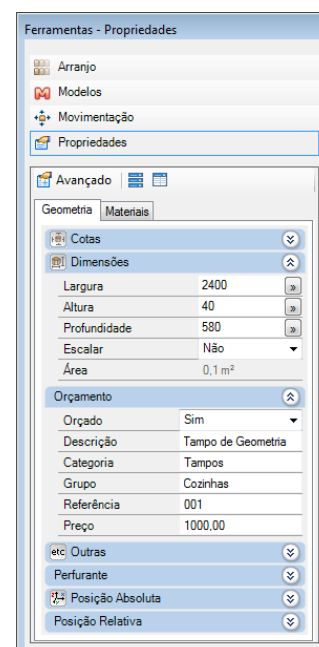 Ferramentas - Propriedades
Arranjo
Modelos
Movimentação
Propriedades
Avançado
Geometria Materiais
Cotas
Dimensões
Largura 2400 »
Altura 40 »
Profundidade 580 »
Escalar Não
Área 0,1 m²
Orçamento
Orçado Sim
Descrição Tampo de Geometria
Categoria Tampos
Grupo Cozinhas
Referência 001
Preço 1000,00
etc Outras
Perfurante
Posição Absoluta
Posição Relativa